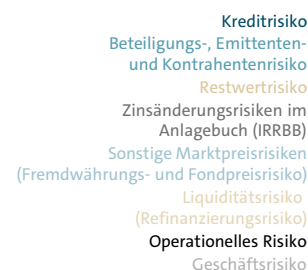 Kreditrisiko
Beteiligungs-, Emittenten-
und Kontrahentenrisiko
Restwertrisiko
Zinsänderungsrisiken im
Anlagebuch (IRRBB)
Sonstige Marktpreisrisiken
(Fremdwährungs- und Fondpreisrisiko)
Liquiditätsrisiko
(Refinanzierungsrisiko)
Operationelles Risiko
Geschäftsrisiko